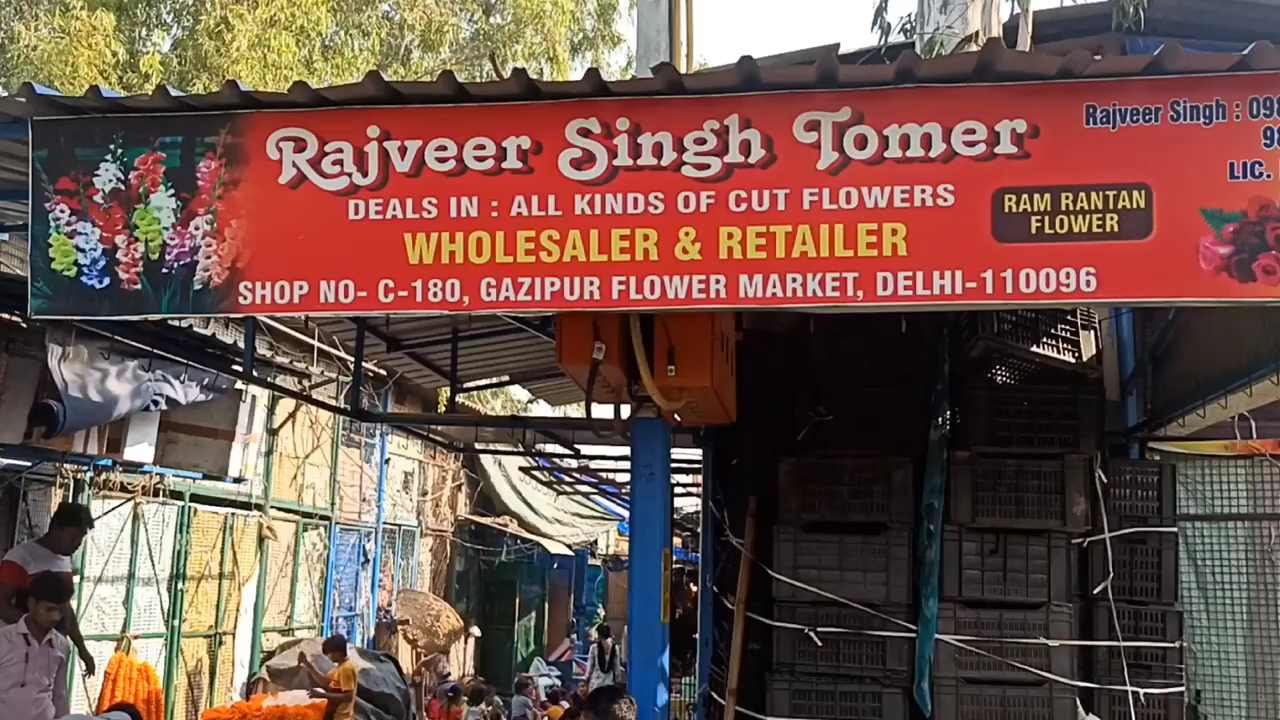 Rajveer Singh Tomer
DEALS IN : ALL KINDS OF CUT FLOWERS
WHOLESALER & RETAILER
SHOP NO- C-180, GAZIPUR FLOWER MARKET, DELHI-110096
RAM RANTAN
FLOWER
Rajveer Singh :
LIC.